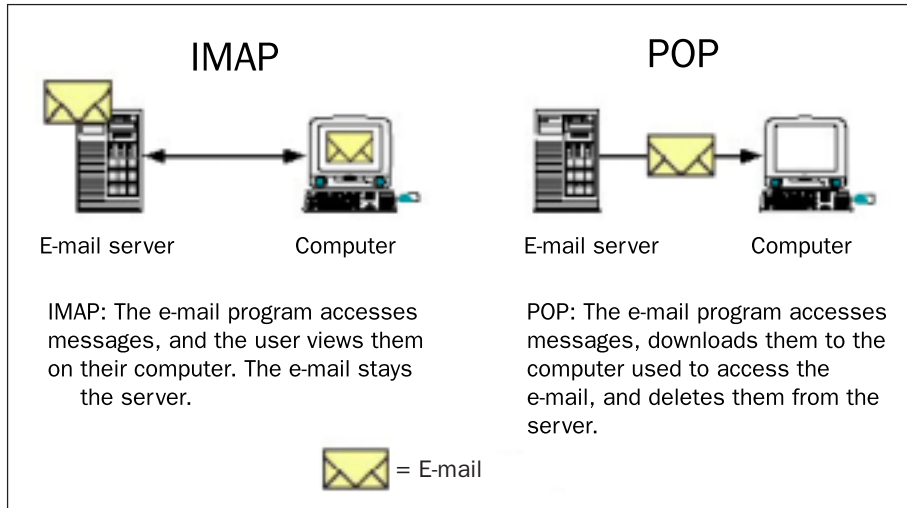 IMAP
POP
E-mail server
Computer
E-mail server
Computer
IMAP: The e-mail program accesses
messages, and the user views them
on their computer. The e-mail stays
the server.
POP: The e-mail program accesses
messages, downloads them to the
computer used to access the
e-mail, and deletes them from the
server.
= E-mail